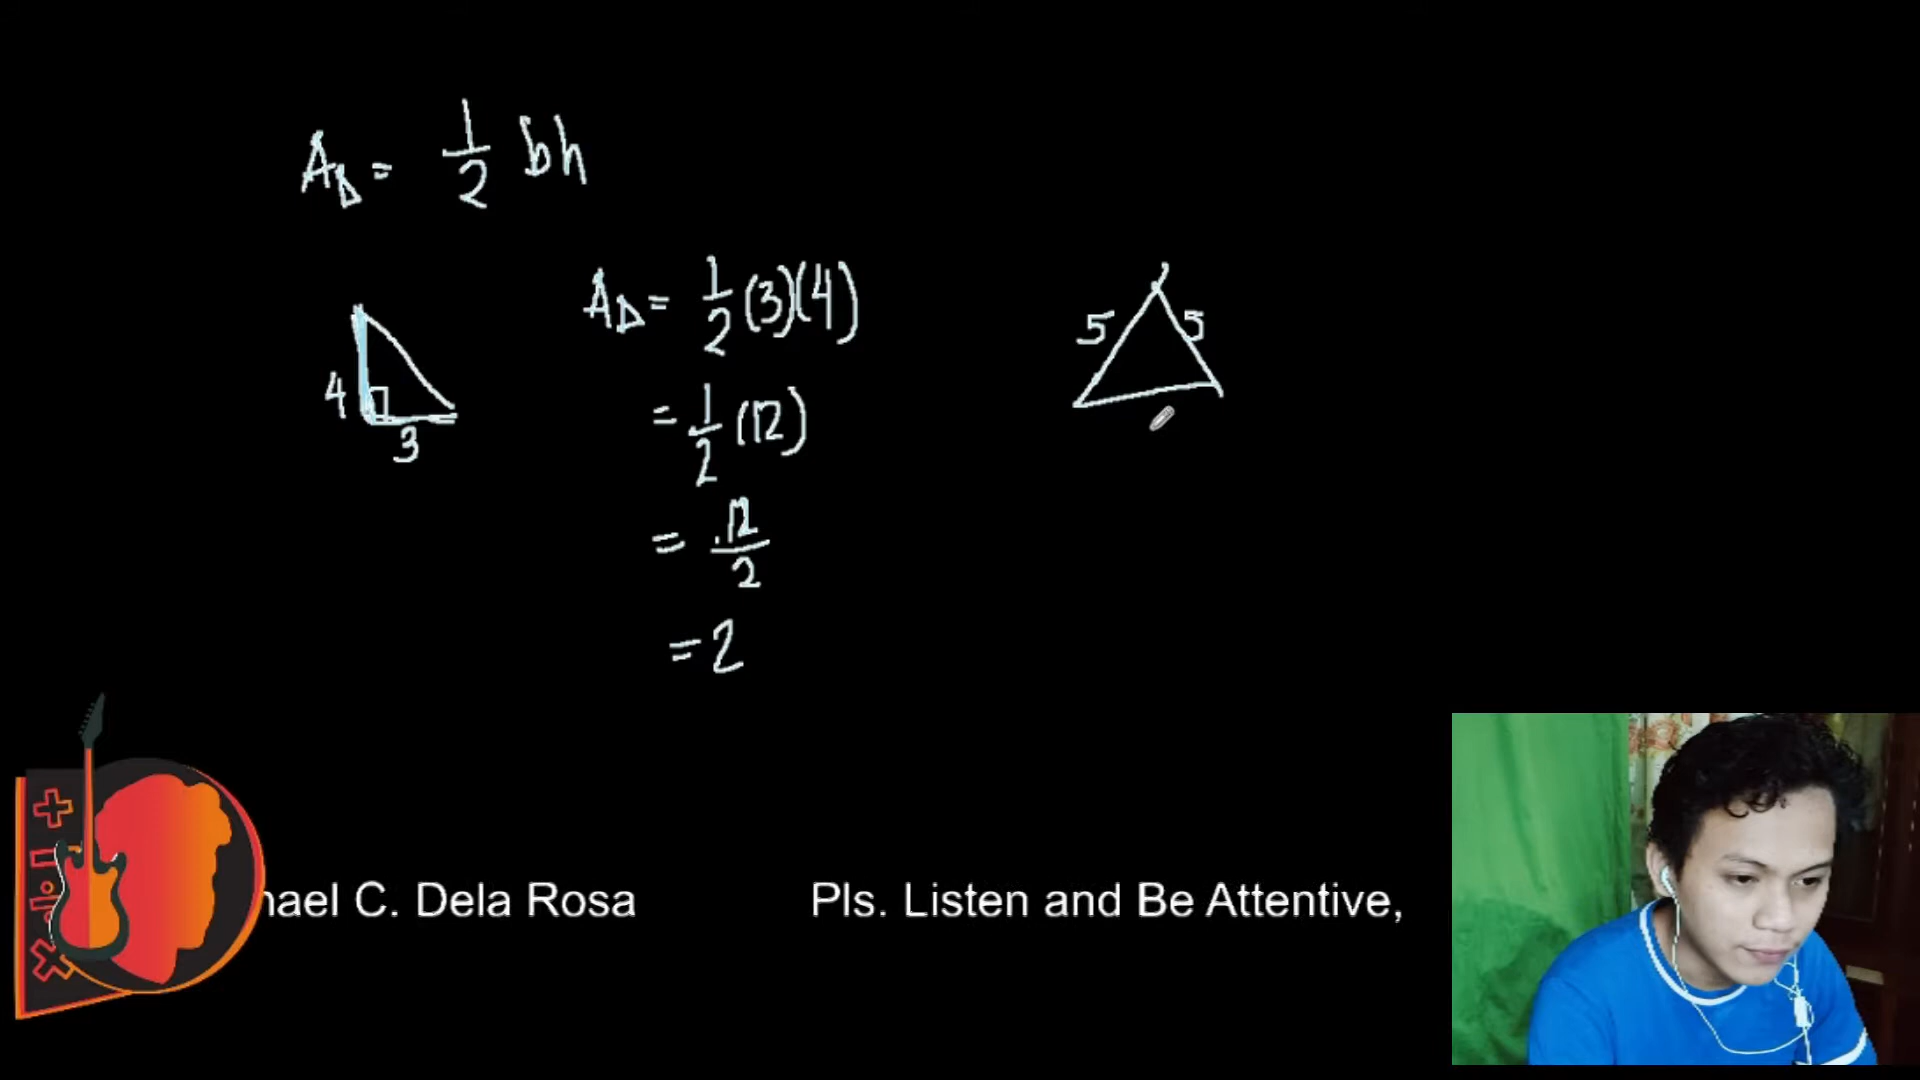 A△ = 1/2 bh
A△ = 1/2 (3)(4)
4
3
= 1/2 (12)
= 12/2
= 2
5 5
hael C. Dela Rosa
Pls. Listen and Be Attentive,